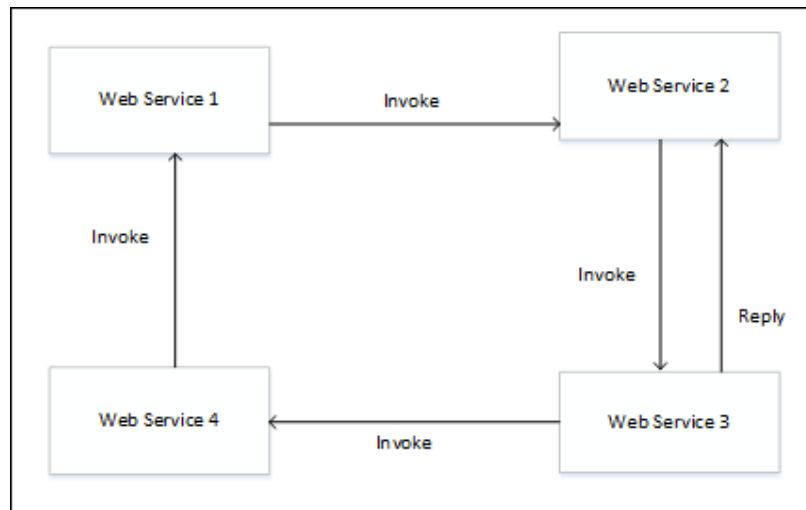 Web Service 1
Invoke
Web Service 2
Invoke
Invoke
Reply
Web Service 4
Invoke
Web Service 3